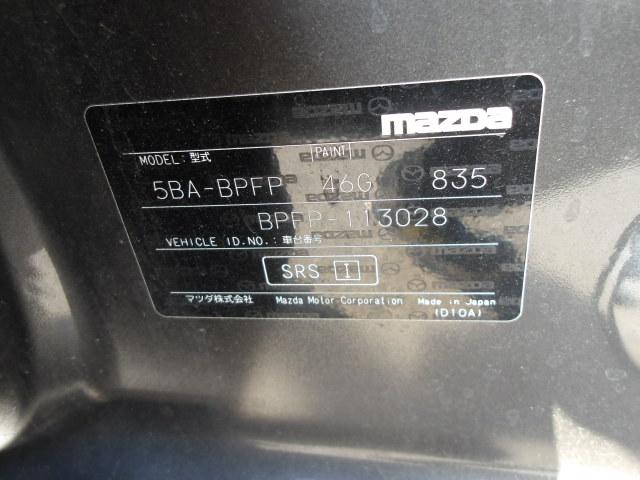 mazda
MODEL: 型式 PAINT
5BA-BPFP 46G 835
BPFP-113028
VEHICLE ID.NO.: 車台番号
SRS I
マツダ株式会社 Mazda Motor Corporation Made in Japan
(D10A)